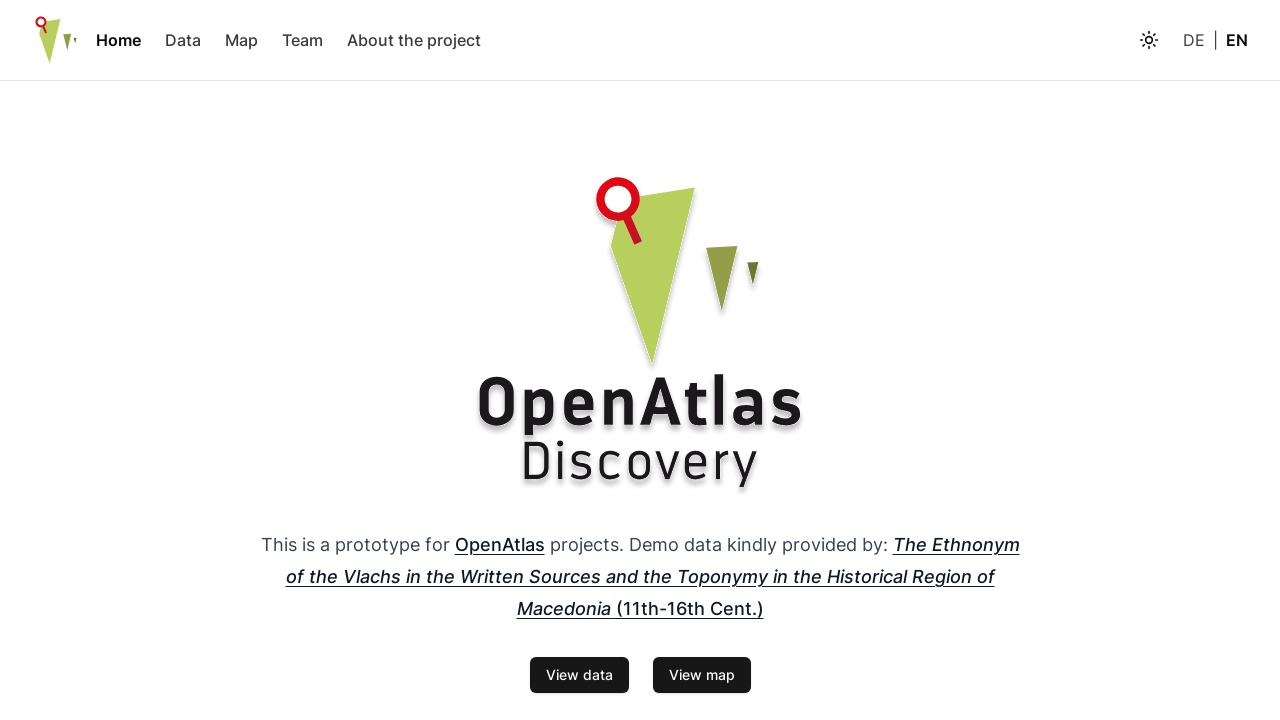 Home Data Map Team About the project DE | EN
OpenAtlas
Discovery
This is a prototype for OpenAtlas projects. Demo data kindly provided by: The Ethnonym
of the Vlachs in the Written Sources and the Toponymy in the Historical Region of
Macedonia (11th-16th Cent.)
View data View map